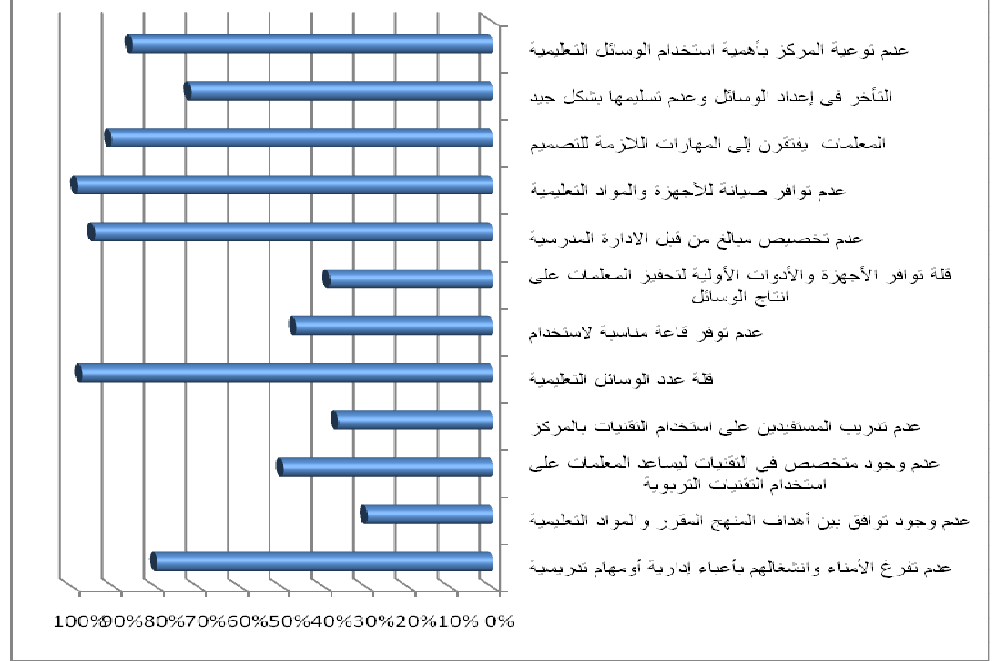 عدم توعية المركز بأهمية استخدام الوسائل التعليمية
التأخر في إعداد الوسائل وعدم تسليمها بشكل جيد
المعلمات يفتقرن إلى المهارات اللازمة للتصميم
عدم توافر صيانة للأجهزة والمواد التعليمية
عدم تخصيص مبالغ من قبل الادارة المدرسية
قلة توافر الأجهزة والأدوات الأولية لتحفيز المعلمات على
انتاج الوسائل
عدم توفر قاعة مناسبة لاستخدام
قلة عدد الوسائل التعليمية
عدم تدريب المستفيدين على استخدام التقنيات بالمركز
عدم وجود متخصص في لتقنيات ليساعد المعلمات على
استخدام التقنيات التربوية
عدم وجود توافق بين أهداف المنهج المقرر والمواد التعليمية
عدم تفرغ الأمناء وانشغالهم بأعباء إدارية أومهام تدريسية
100% 90% 80% 70% 60% 50% 40% 30% 20% 10% 0%